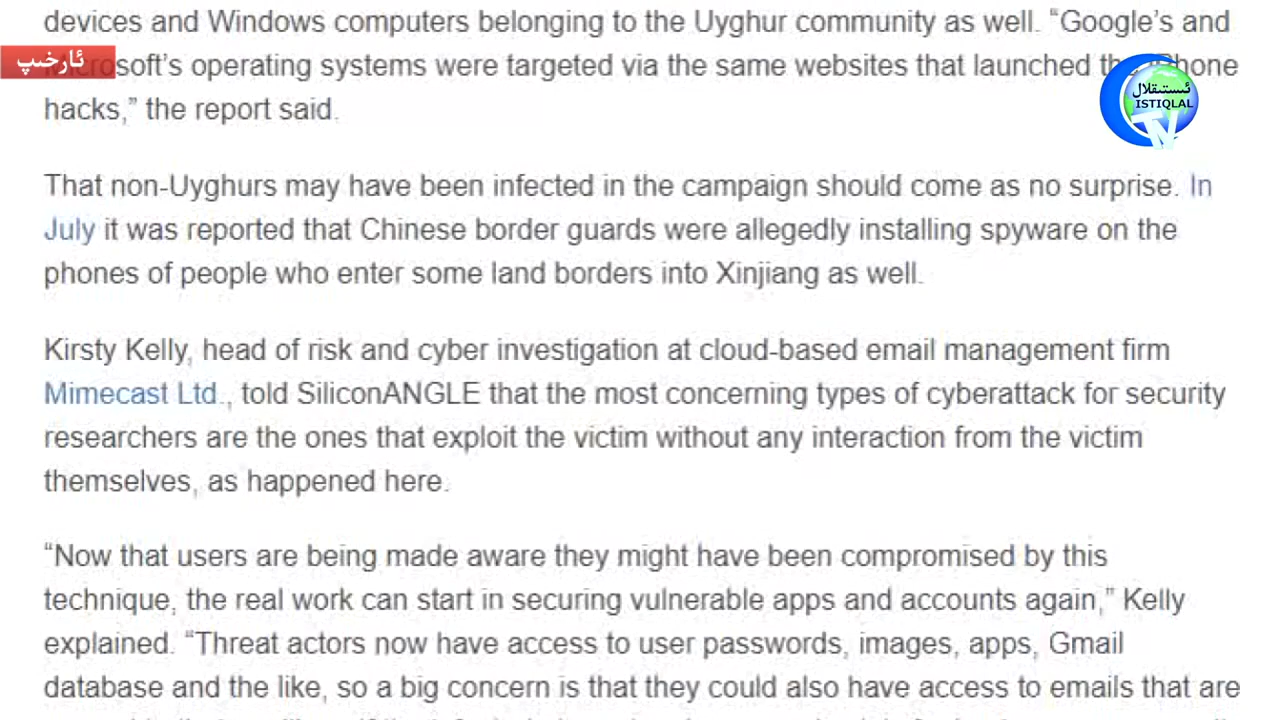 devices and Windows computers belonging to the Uyghur community as well. “Google’s and
ئارخىپ
soft’s operating systems were targeted via the same websites that launched the iPhone
ئىستىقلال
ISTIQLAL
TV
hacks,” the report said.
That non-Uyghurs may have been infected in the campaign should come as no surprise. In
July it was reported that Chinese border guards were allegedly installing spyware on the
phones of people who enter some land borders into Xinjiang as well.
Kirsty Kelly, head of risk and cyber investigation at cloud-based email management firm
Mimecast Ltd., told SiliconANGLE that the most concerning types of cyberattack for security
researchers are the ones that exploit the victim without any interaction from the victim
themselves, as happened here.
“Now that users are being made aware they might have been compromised by this
technique, the real work can start in securing vulnerable apps and accounts again,” Kelly
explained. “Threat actors now have access to user passwords, images, apps, Gmail
database and the like, so a big concern is that they could also have access to emails that are